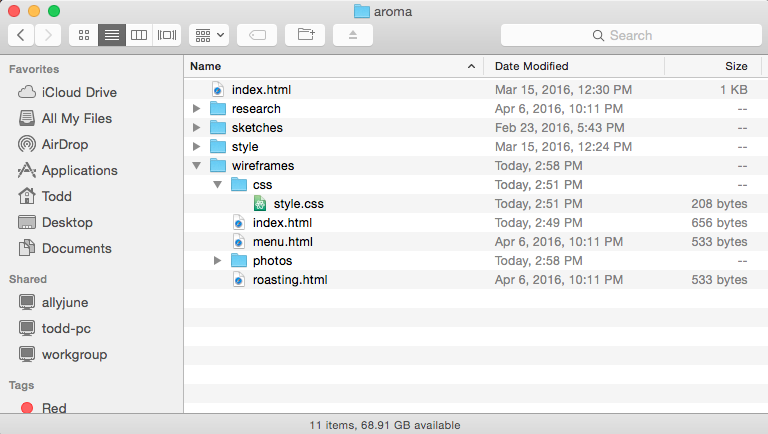 aroma
Search
Favorites
iCloud Drive
All My Files
AirDrop
Applications
Todd
Desktop
Documents
Shared
allyjune
todd-pc
workgroup
Tags
Red
Name Date Modified Size
index.html Mar 15, 2016, 12:30 PM 1 KB
research Apr 6, 2016, 10:11 PM --
sketches Feb 23, 2016, 5:43 PM --
style Mar 15, 2016, 12:24 PM --
wireframes Today, 2:58 PM --
css Today, 2:51 PM --
style.css Today, 2:51 PM 208 bytes
index.html Today, 2:49 PM 656 bytes
menu.html Apr 6, 2016, 10:11 PM 533 bytes
photos Today, 2:58 PM --
roasting.html Apr 6, 2016, 10:11 PM 533 bytes
11 items, 68.91 GB available